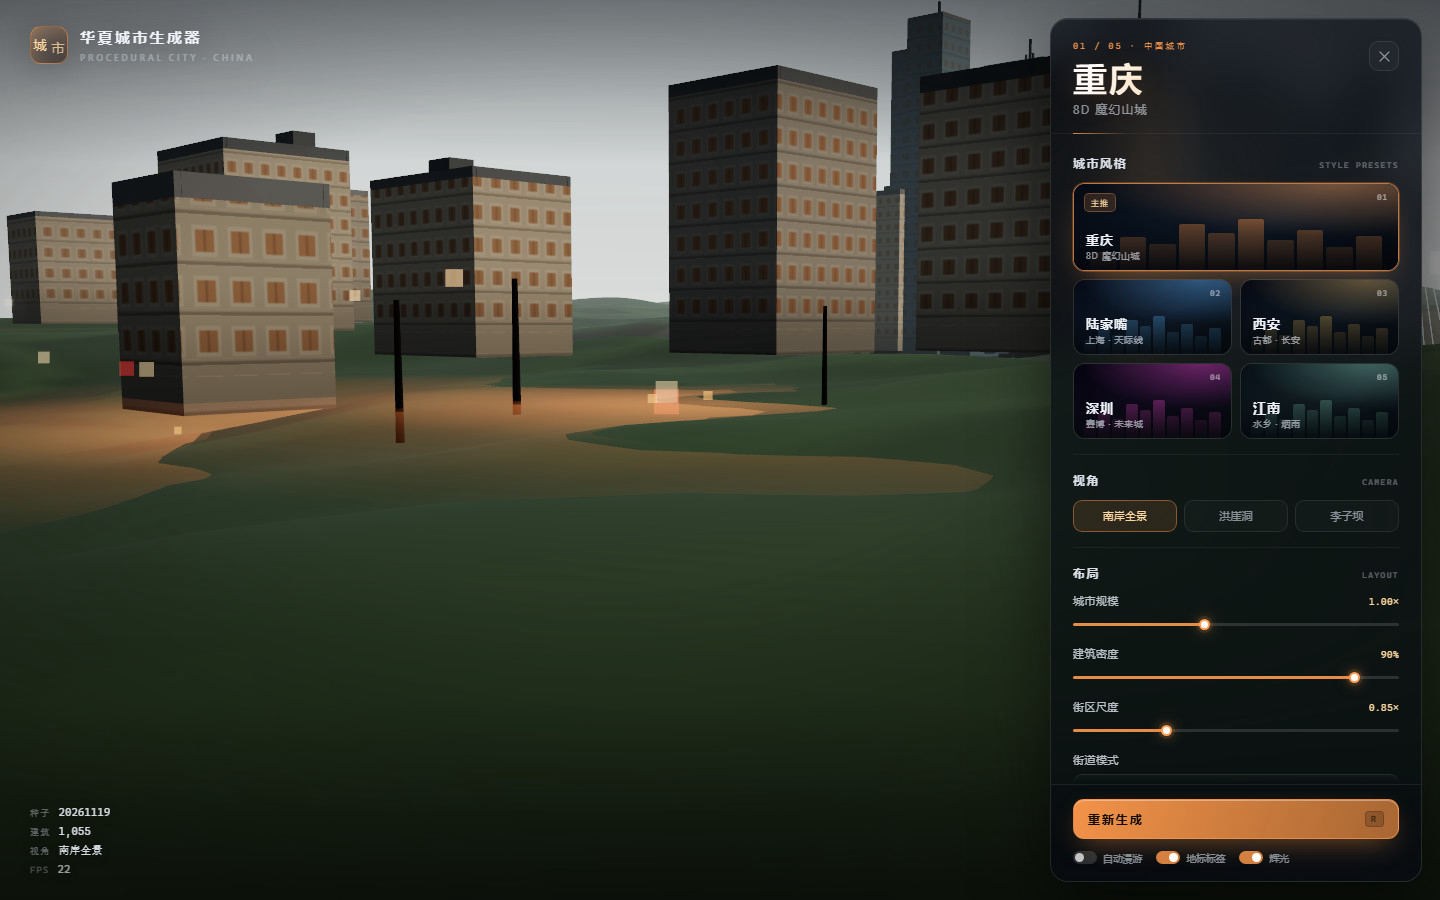 城市
华夏城市生成器
PROCEDURAL CITY · CHINA
种子 20261119
建筑 1,055
视角 南岸全景
FPS 22
01 / 05 · 中国城市
重庆
8D 魔幻山城
城市风格 STYLE PRESETS
主推 01
重庆
8D 魔幻山城
02
陆家嘴
上海 · 天际线
03
西安
古都 · 长安
04
深圳
赛博 · 未来城
05
江南
水乡 · 烟雨
视角 CAMERA
南岸全景 洪崖洞 李子坝
布局 LAYOUT
城市规模 1.00×
建筑密度 90%
街区尺度 0.85×
街道模式
重新生成 R
自动漫游 地标标签 辉光